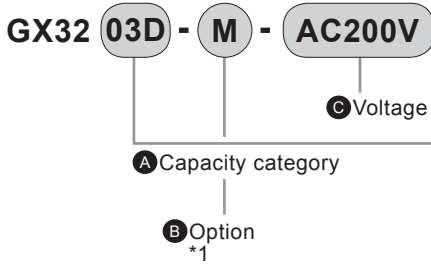 GX32 03D - M - AC200V
C Voltage
A Capacity category
B Option
*1